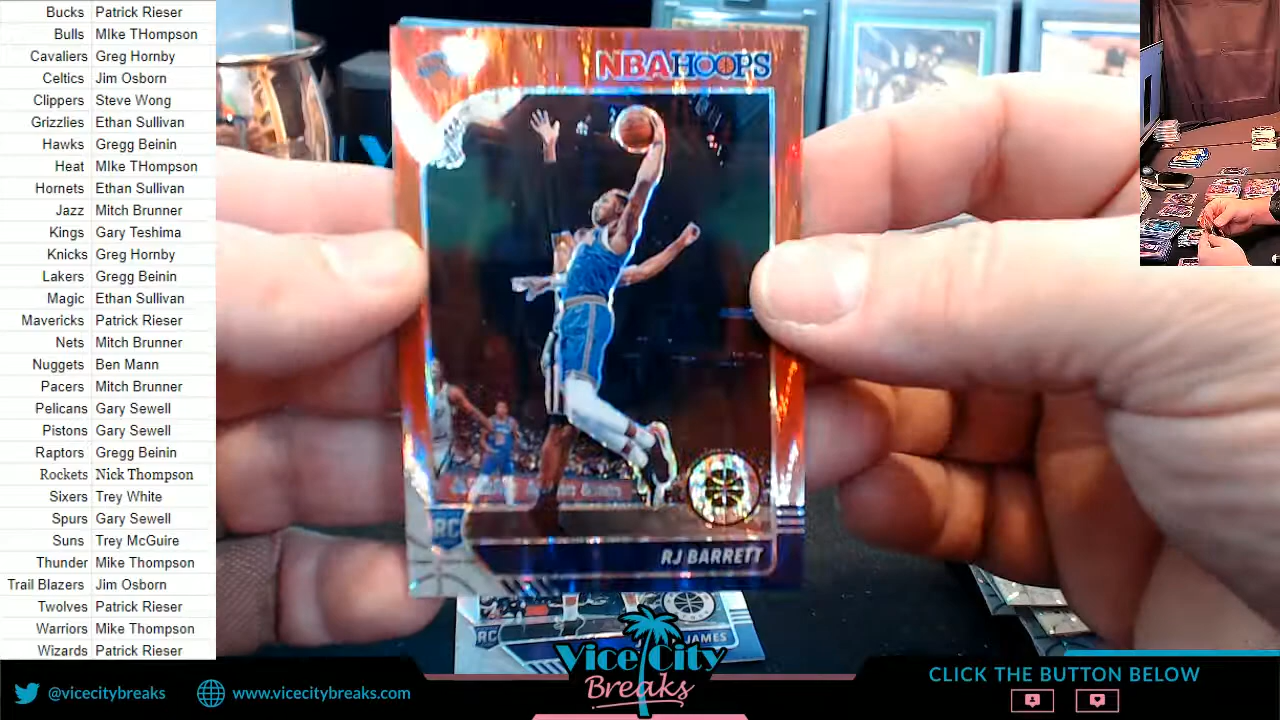 Bucks Patrick Rieser
Bulls MIke THompson
Cavaliers Greg Hornby
Celtics Jim Osborn
Clippers Steve Wong
Grizzlies Ethan Sullivan
Hawks Gregg Beinin
Heat MIke THompson
Hornets Ethan Sullivan
Jazz Mitch Brunner
Kings Gary Teshima
Knicks Greg Hornby
Lakers Gregg Beinin
Magic Ethan Sullivan
Mavericks Patrick Rieser
Nets Mitch Brunner
Nuggets Ben Mann
Pacers Mitch Brunner
Pelicans Gary Sewell
Pistons Gary Sewell
Raptors Gregg Beinin
Rockets Nick Thompson
Sixers Trey White
Spurs Gary Sewell
Suns Trey McGuire
Thunder Mike Thompson
Trail Blazers Jim Osborn
Twolves Patrick Rieser
Warriors Mike Thompson
Wizards Patrick Rieser
NBA HOOPS
RC
RJ BARRETT
RC
JAMES
Vice City
Breaks
@vicecitybreaks
www.vicecitybreaks.com
CLICK THE BUTTON BELOW